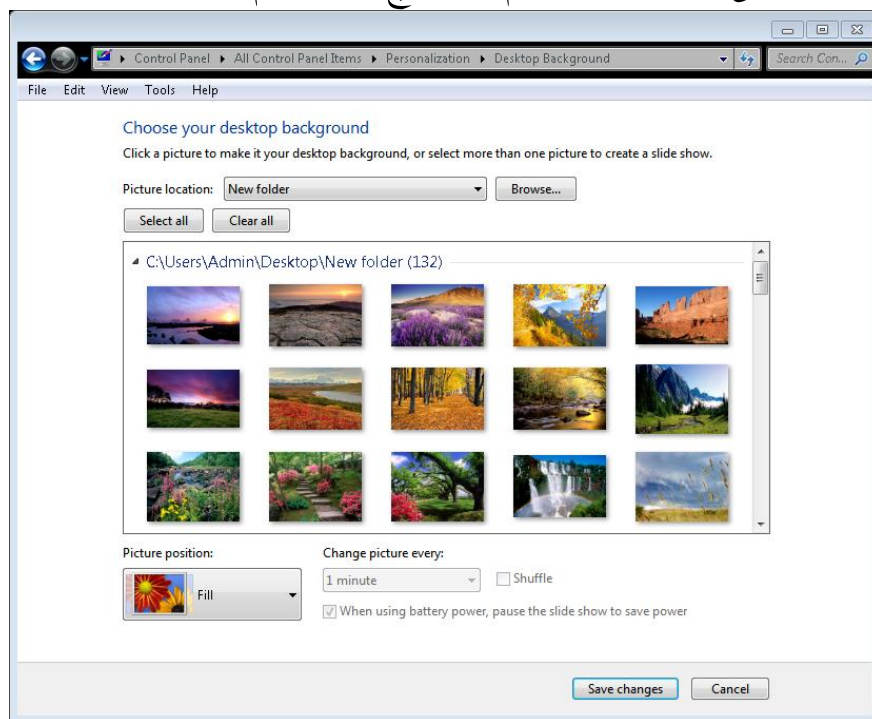 Control Panel ▸ All Control Panel Items ▸ Personalization ▸ Desktop Background
Search Con...
File Edit View Tools Help
Choose your desktop background
Click a picture to make it your desktop background, or select more than one picture to create a slide show.
Picture location: New folder Browse...
Select all Clear all
C:\Users\Admin\Desktop\New folder (132)
Picture position: Change picture every:
Fill 1 minute Shuffle
When using battery power, pause the slide show to save power
Save changes Cancel